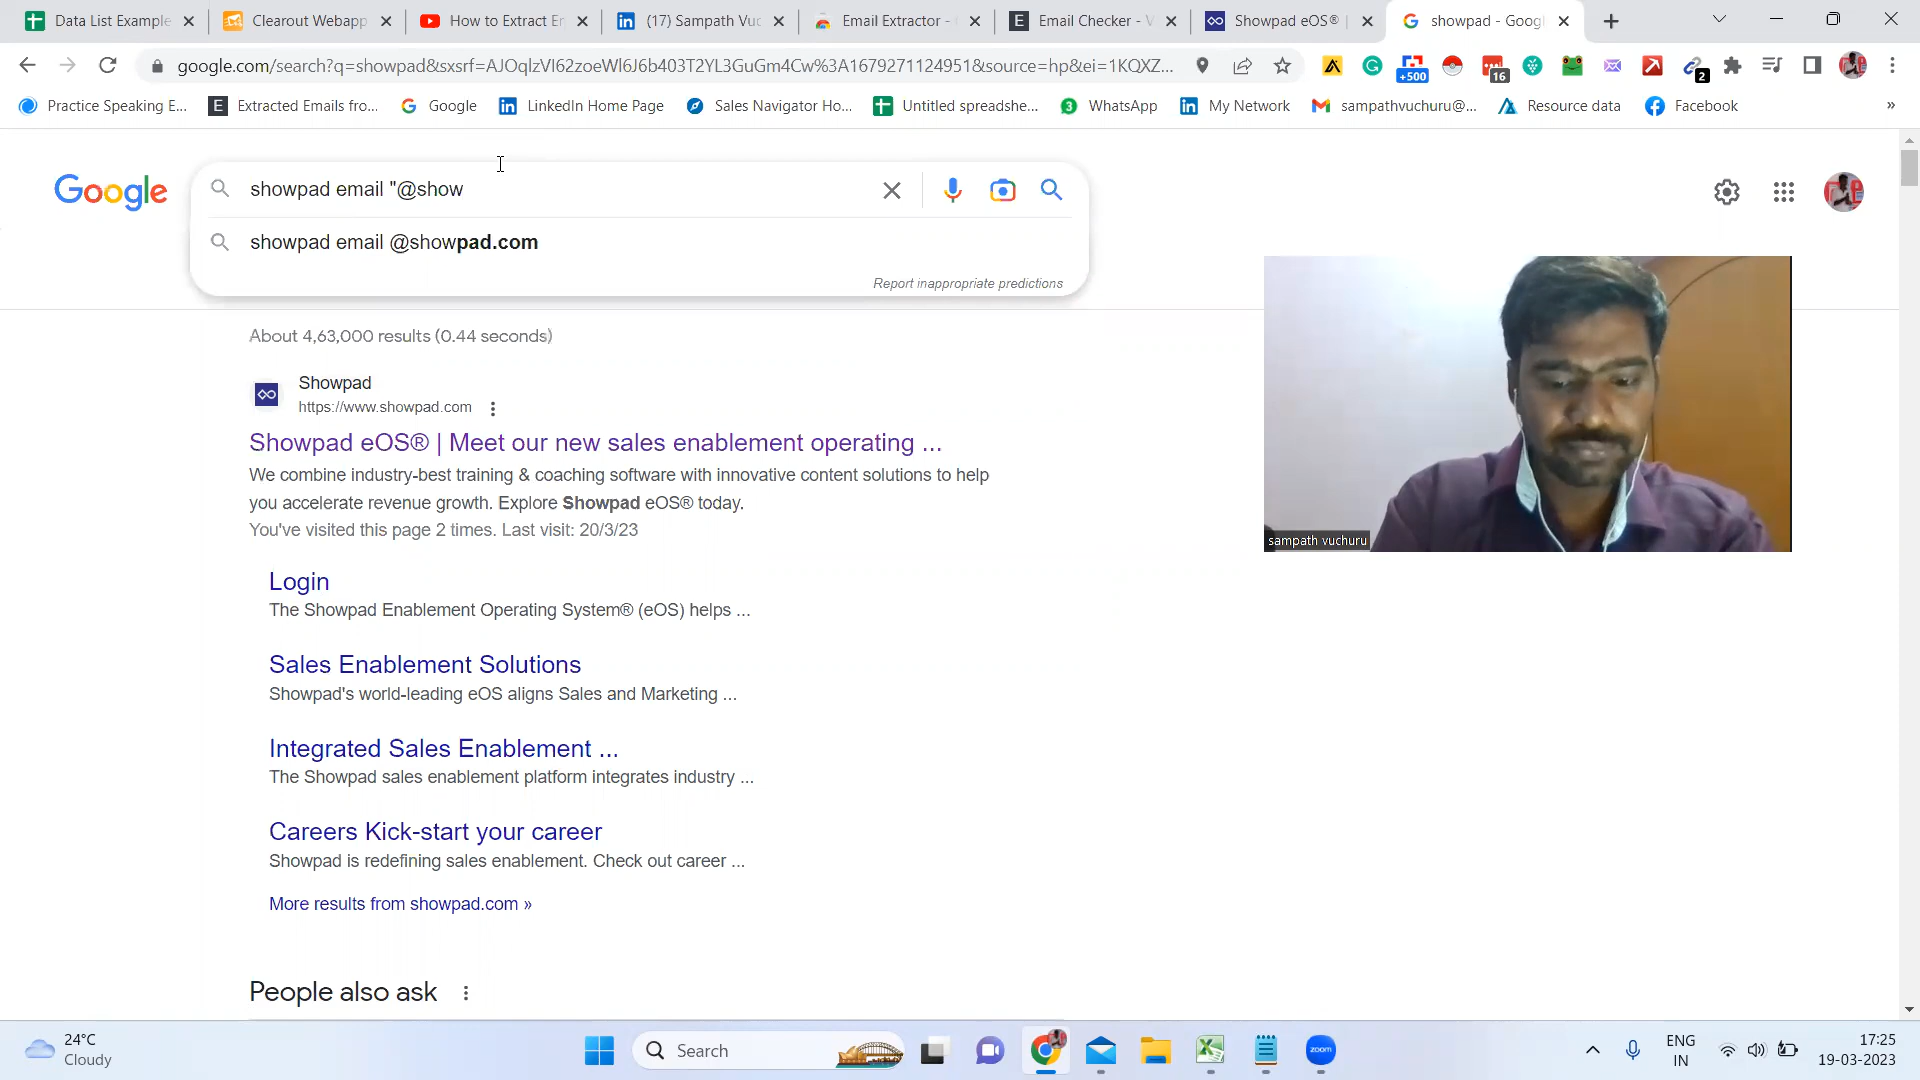 Data List Example
Clearout Webapp
How to Extract Em
(17) Sampath Vuc
Email Extractor -
Email Checker - V
Showpad eOS® |
showpad - Googl
google.com/search?q=showpad&sxsrf=AJOqlzVI62zoeWl6J6b403T2YL3GuGm4Cw%3A1679271124951&source=hp&ei=1KQXZ...
+500
16
2
Practice Speaking E...
Extracted Emails fro...
Google
LinkedIn Home Page
Sales Navigator Ho...
Untitled spreadshe...
3
WhatsApp
My Network
sampathvuchuru@...
Resource data
Facebook
»
Google
showpad email "@show
showpad email @showpad.com
Report inappropriate predictions
About 4,63,000 results (0.44 seconds)
Showpad
https://www.showpad.com
Showpad eOS® | Meet our new sales enablement operating ...
We combine industry-best training & coaching software with innovative content solutions to help
you accelerate revenue growth. Explore Showpad eOS® today.
You've visited this page 2 times. Last visit: 20/3/23
Login
The Showpad Enablement Operating System® (eOS) helps ...
Sales Enablement Solutions
Showpad's world-leading eOS aligns Sales and Marketing ...
Integrated Sales Enablement ...
The Showpad sales enablement platform integrates industry ...
Careers Kick-start your career
Showpad is redefining sales enablement. Check out career ...
More results from showpad.com »
People also ask
sampath vuchuru
24°C
Cloudy
Search
zoom
ENG
IN
17:25
19-03-2023